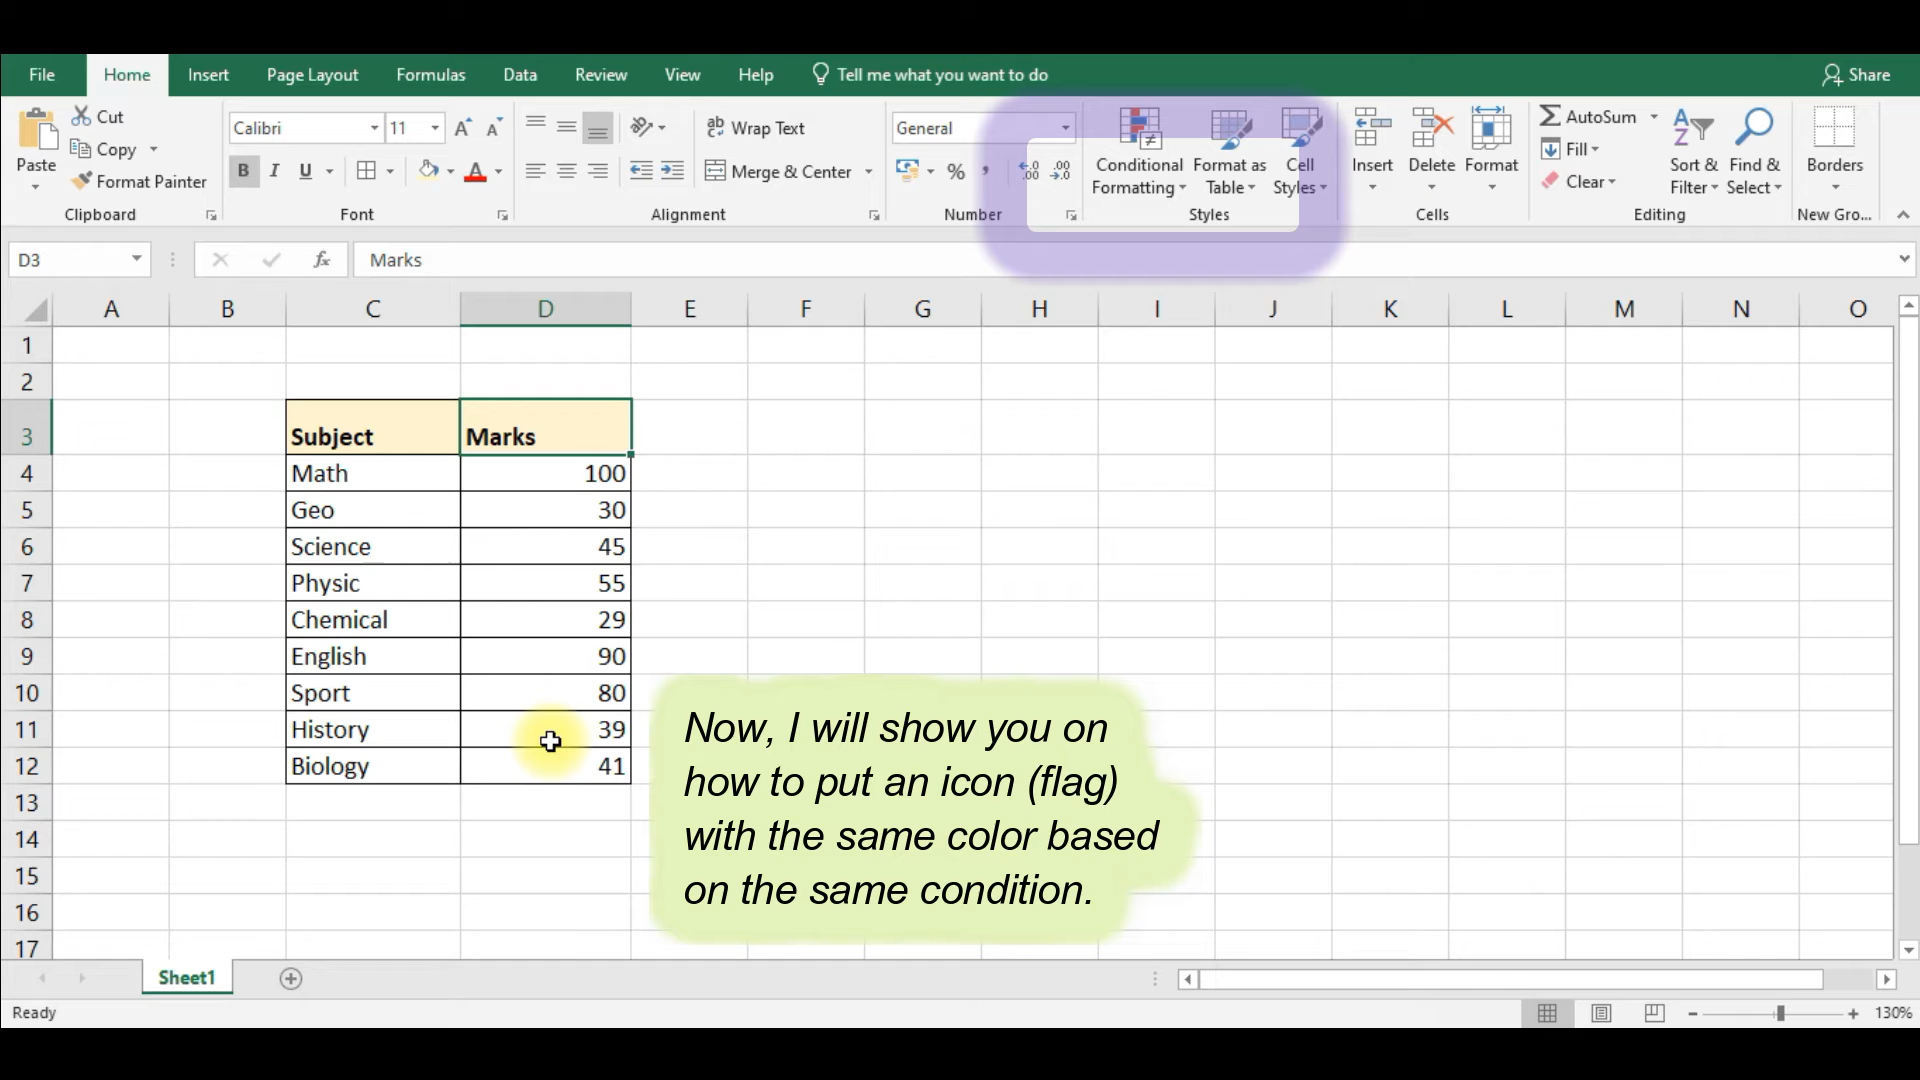 File Home Insert Page Layout Formulas Data Review View Help Tell me what you want to do Share
Paste Cut Copy Format Painter Clipboard
Calibri 11 B I U A A A Font
ab Wrap Text Merge & Center Alignment
General % , .00 .0 .00 .0 Number
Conditional Formatting Format as Table Cell Styles Styles
Insert Delete Format Cells
AutoSum Fill Clear Sort & Filter Find & Select Editing
Borders New Gro...
D3 fx Marks
A B C D E F G H I J K L M N O
1
2
3 Subject Marks
4 Math 100
5 Geo 30
6 Science 45
7 Physic 55
8 Chemical 29
9 English 90
10 Sport 80
11 History 39
12 Biology 41
13
14
15
16
17
Now, I will show you on
how to put an icon (flag)
with the same color based
on the same condition.
Sheet1
Ready 130%